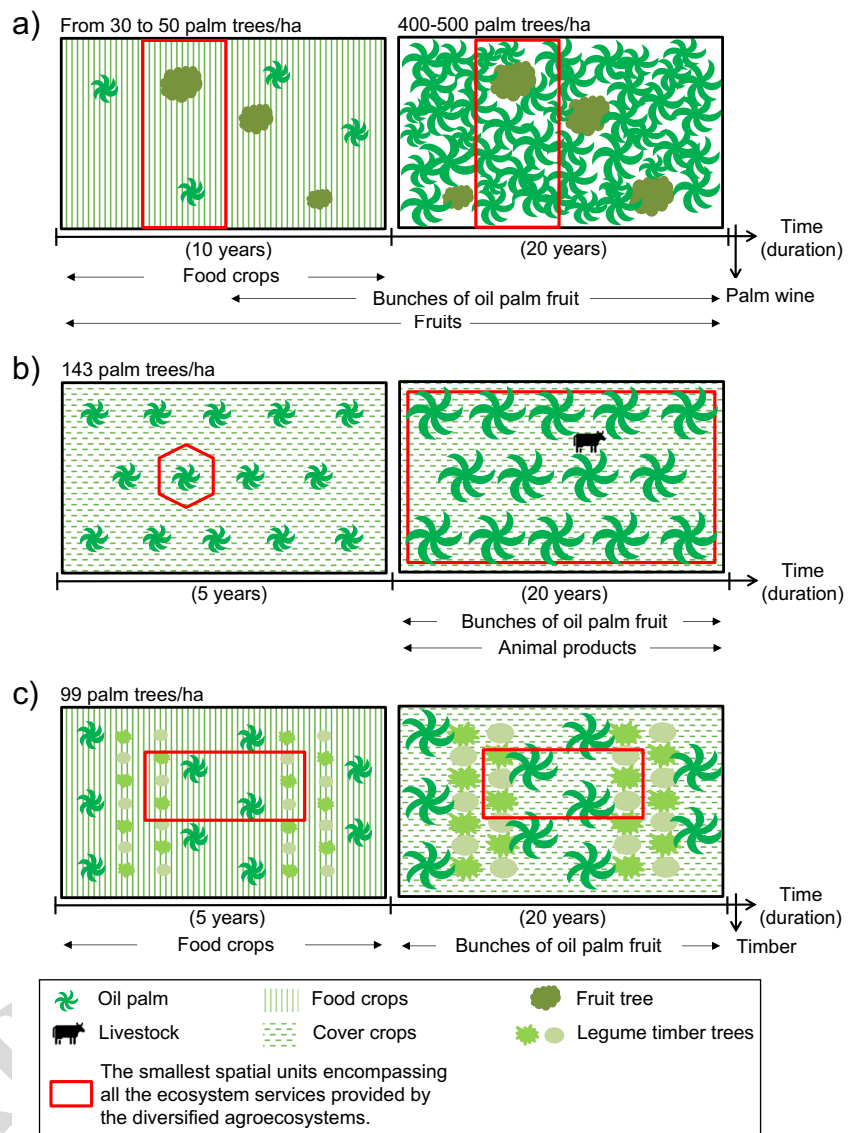 a)
From 30 to 50 palm trees/ha
400-500 palm trees/ha
Time
(duration)
(10 years)
(20 years)
Food crops
Bunches of oil palm fruit
Palm wine
Fruits
b)
143 palm trees/ha
Time
(duration)
(5 years)
(20 years)
Bunches of oil palm fruit
Animal products
c)
99 palm trees/ha
Time
(duration)
(5 years)
(20 years)
Food crops
Bunches of oil palm fruit
Timber
Oil palm
Food crops
Fruit tree
Livestock
Cover crops
Legume timber trees
The smallest spatial units encompassing
all the ecosystem services provided by
the diversified agroecosystems.